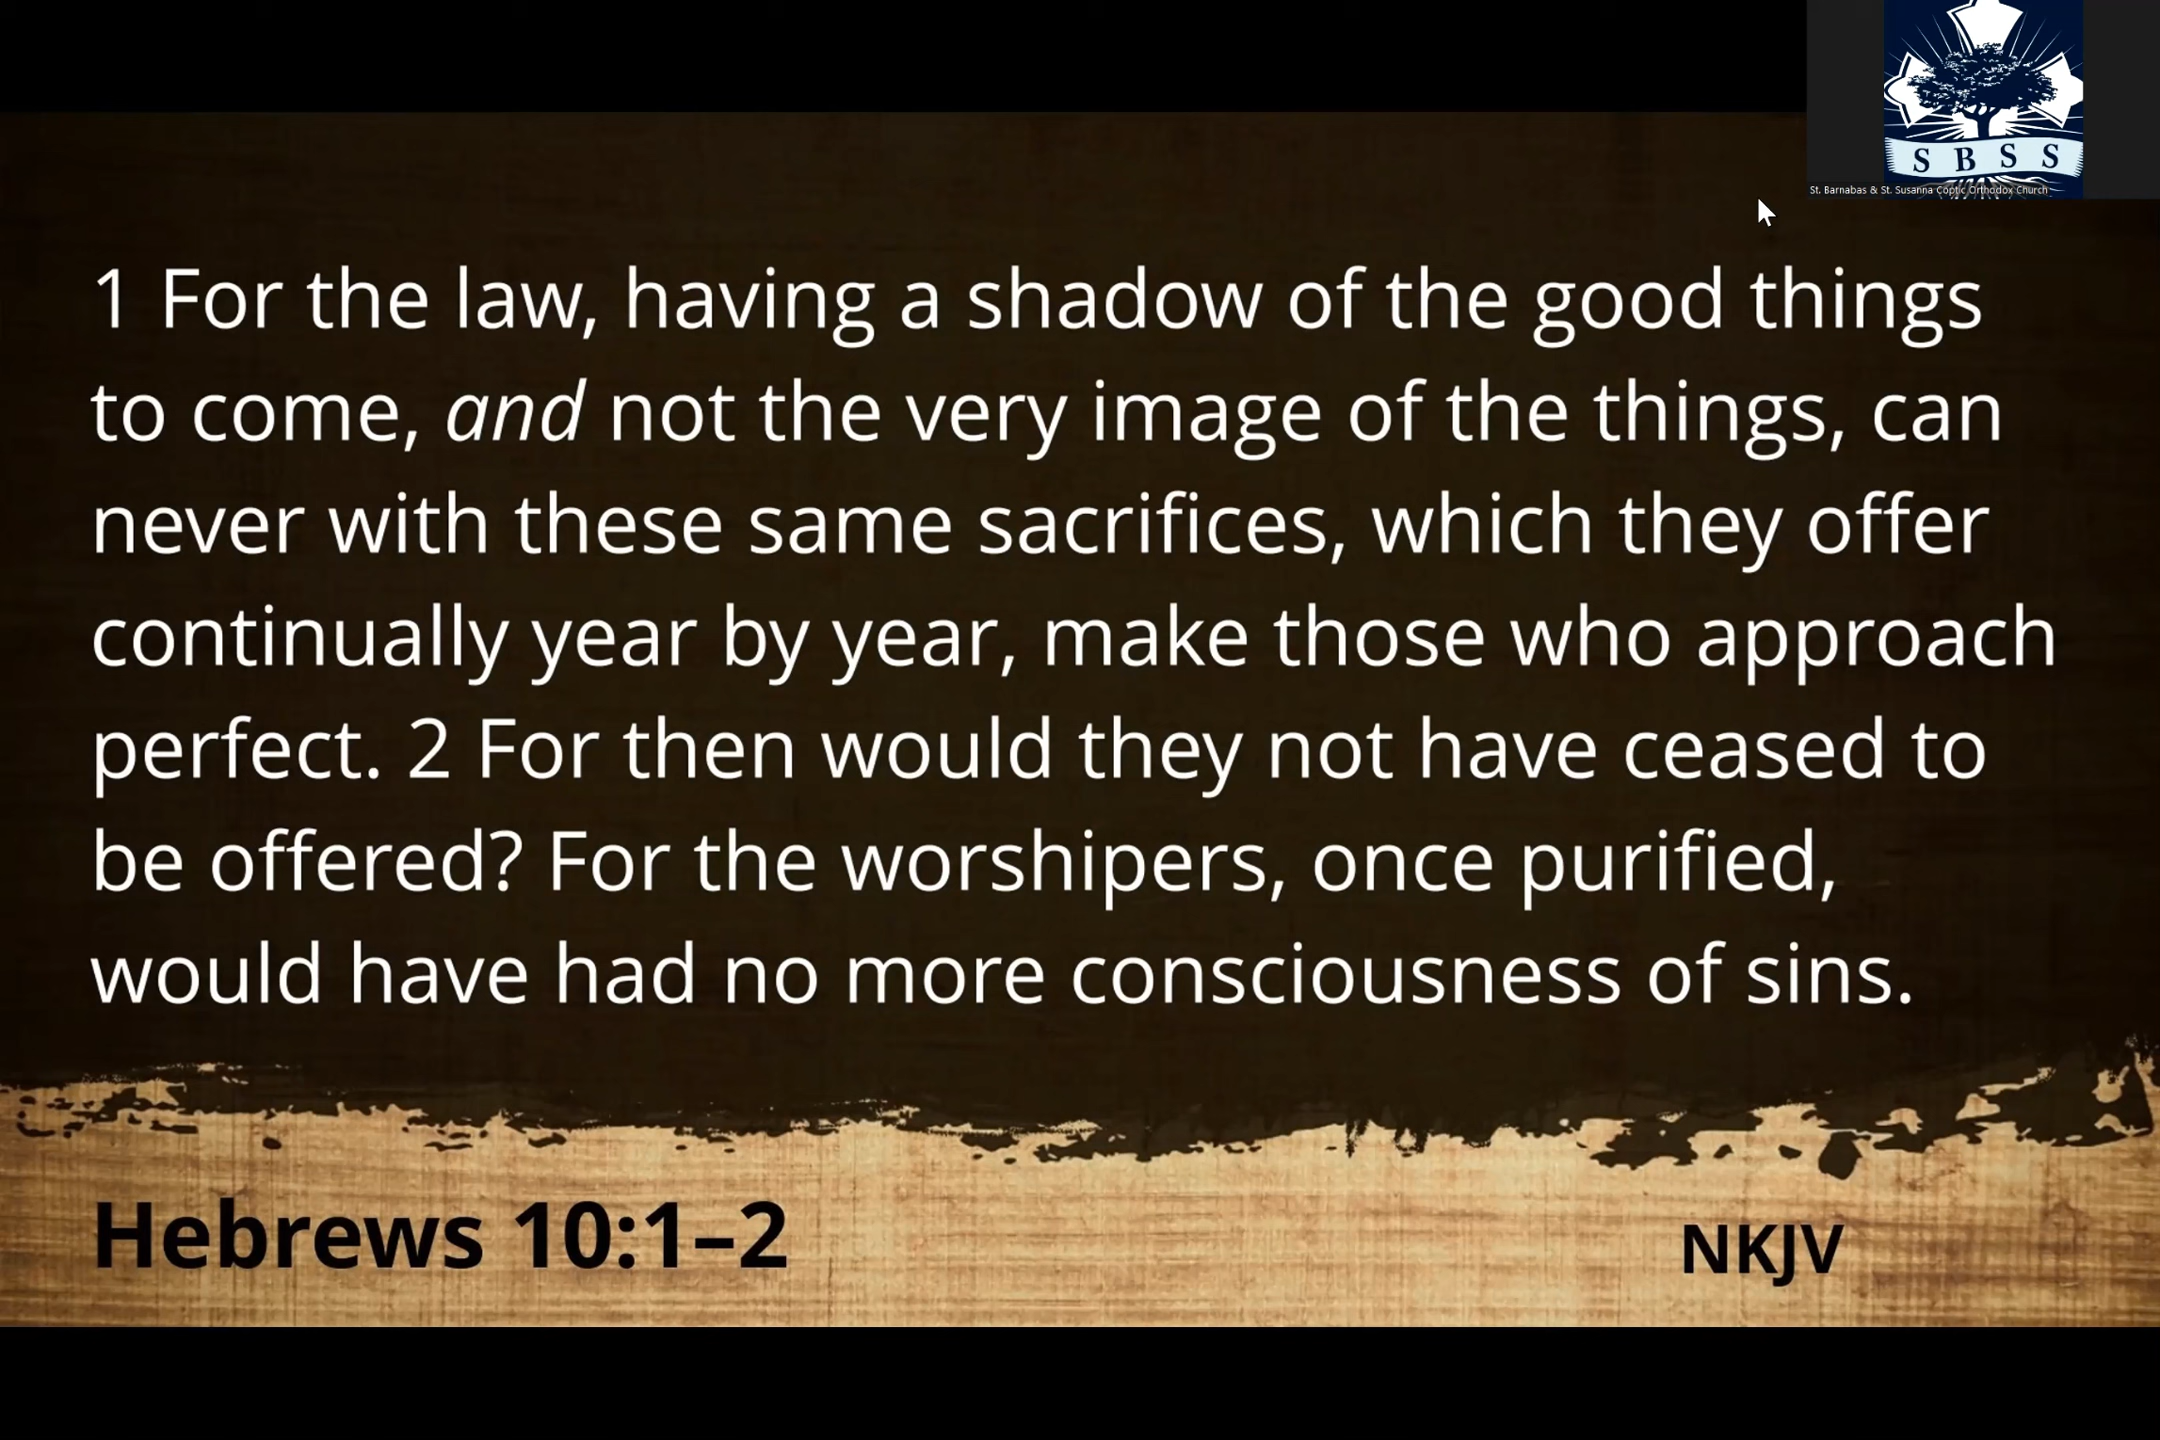 S B S S
St. Barnabas & St. Susanna Coptic Orthodox Church
1 For the law, having a shadow of the good things
to come, and not the very image of the things, can
never with these same sacrifices, which they offer
continually year by year, make those who approach
perfect. 2 For then would they not have ceased to
be offered? For the worshipers, once purified,
would have had no more consciousness of sins.
Hebrews 10:1–2
NKJV